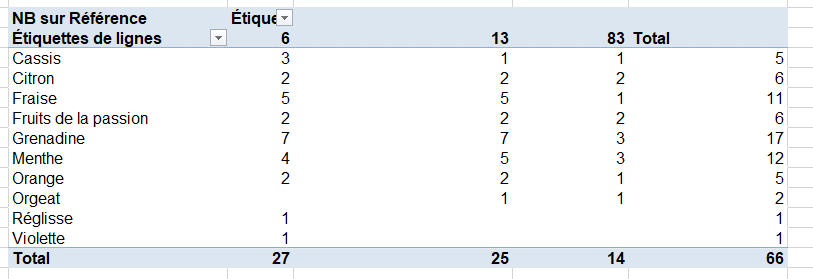 NB sur Référence Étique
Étiquettes de lignes 6 13 83 Total
Cassis 3 1 1 5
Citron 2 2 2 6
Fraise 5 5 1 11
Fruits de la passion 2 2 2 6
Grenadine 7 7 3 17
Menthe 4 5 3 12
Orange 2 2 1 5
Orgeat 1 1 2
Réglisse 1 1
Violette 1 1
Total 27 25 14 66